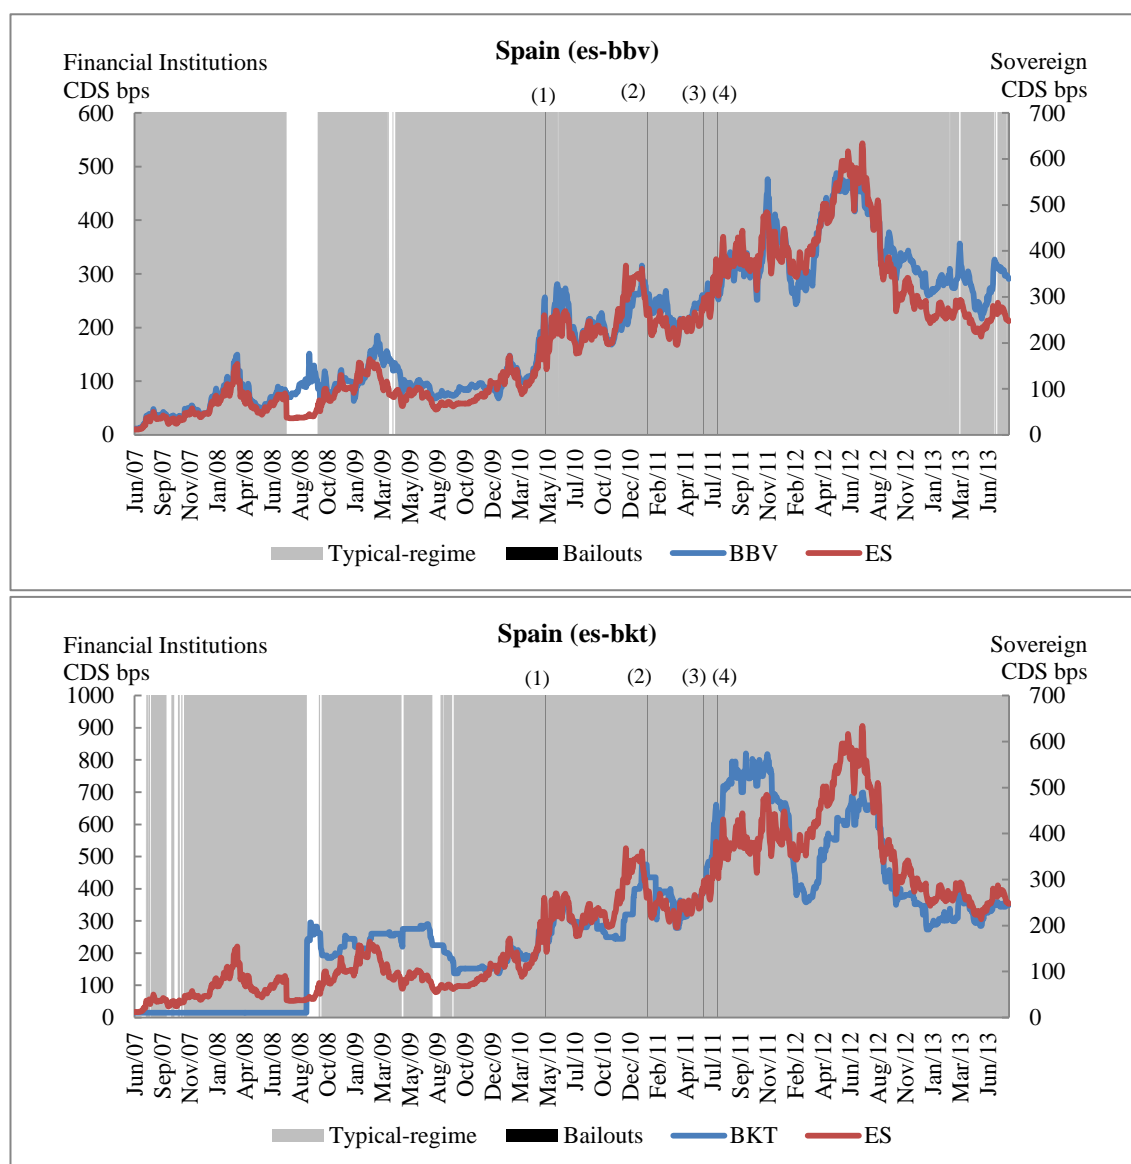 Spain (es-bbv)
Financial Institutions
CDS bps
Sovereign
CDS bps
(1) (2) (3) (4)
600 700
500 600
400 500
300 400
200 300
100 200
0 100
0
Jun/07 Sep/07 Nov/07 Jan/08 Apr/08 Jun/08 Aug/08 Oct/08 Jan/09 Mar/09 May/09 Aug/09 Oct/09 Dec/09 Mar/10 May/10 Jul/10 Oct/10 Dec/10 Feb/11 Apr/11 Jul/11 Sep/11 Nov/11 Feb/12 Apr/12 Jun/12 Aug/12 Nov/12 Jan/13 Mar/13 Jun/13
Typical-regime Bailouts BBV ES
Spain (es-bkt)
Financial Institutions
CDS bps
Sovereign
CDS bps
(1) (2) (3) (4)
1000 700
900
800 600
700 500
600
500 400
400 300
300
200 200
100 100
0 0
Jun/07 Sep/07 Nov/07 Jan/08 Apr/08 Jun/08 Aug/08 Oct/08 Jan/09 Mar/09 May/09 Aug/09 Oct/09 Dec/09 Mar/10 May/10 Jul/10 Oct/10 Dec/10 Feb/11 Apr/11 Jul/11 Sep/11 Nov/11 Feb/12 Apr/12 Jun/12 Aug/12 Nov/12 Jan/13 Mar/13 Jun/13
Typical-regime Bailouts BKT ES